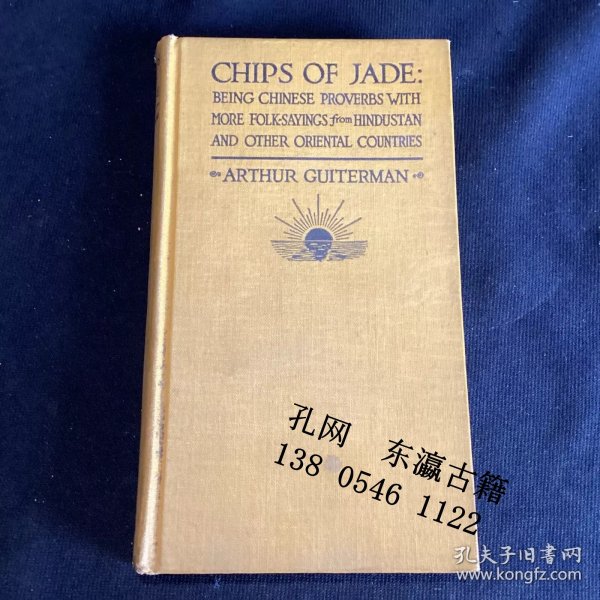 CHIPS OF JADE:
BEING CHINESE PROVERBS WITH
MORE FOLK-SAYINGS from HINDUSTAN
AND OTHER ORIENTAL COUNTRIES
ARTHUR GUITERMAN
孔网 东瀛古籍
138 0546 1122
孔夫子旧书网
www.kongfz.com